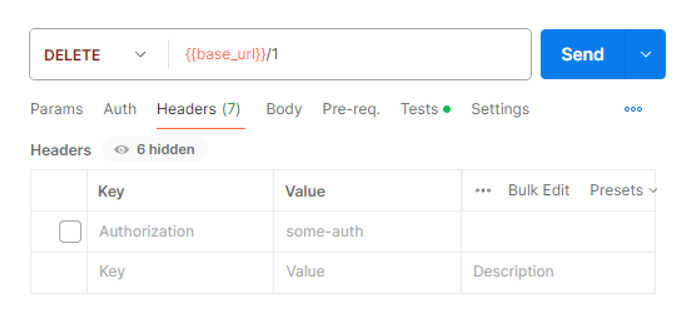 DELETE {{base_url}}/1 Send
Params Auth Headers (7) Body Pre-req. Tests Settings
Headers 6 hidden
Key Value Bulk Edit Presets
Authorization some-auth
Key Value Description